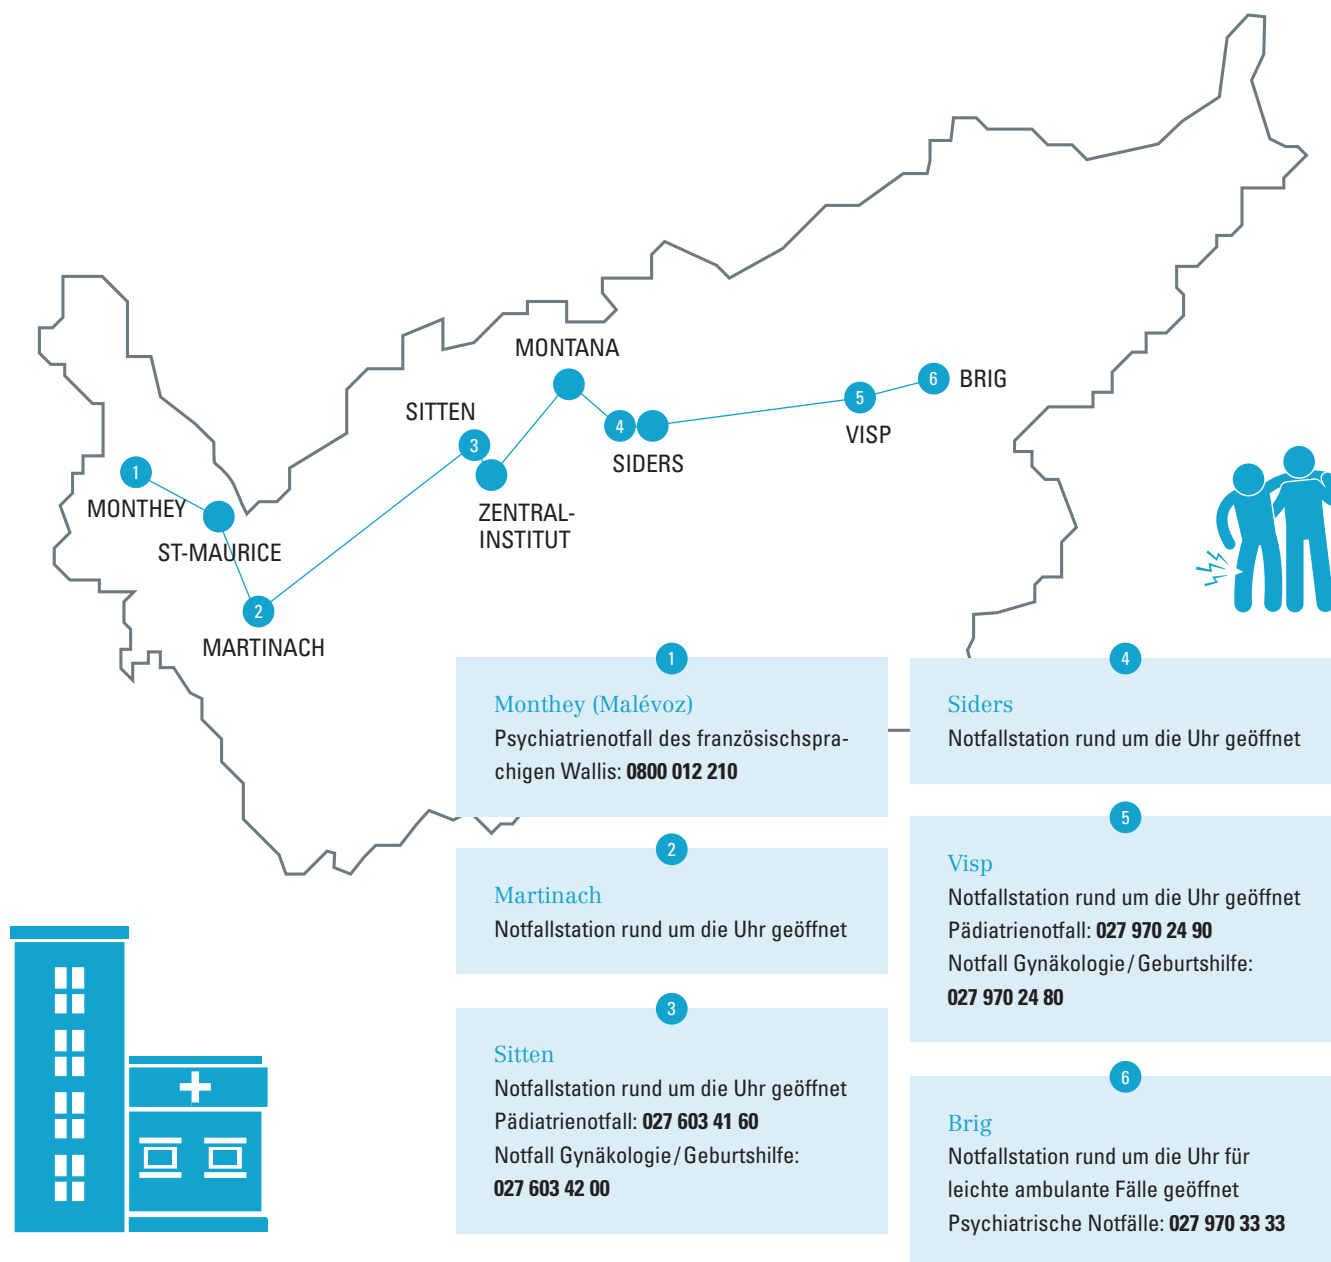 MONTANA
SITTEN
6
BRIG
5
VISP
3
4
SIDERS
1
MONTHEY
ZENTRAL-
INSTITUT
ST-MAURICE
2
MARTINACH
1
Monthey (Malévoz)
Psychiatrienotfall des französischspra-
chigen Wallis: 0800 012 210
2
Martinach
Notfallstation rund um die Uhr geöffnet
3
Sitten
Notfallstation rund um die Uhr geöffnet
Pädiatrienotfall: 027 603 41 60
Notfall Gynäkologie/Geburtshilfe:
027 603 42 00
4
Siders
Notfallstation rund um die Uhr geöffnet
5
Visp
Notfallstation rund um die Uhr geöffnet
Pädiatrienotfall: 027 970 24 90
Notfall Gynäkologie/Geburtshilfe:
027 970 24 80
6
Brig
Notfallstation rund um die Uhr für
leichte ambulante Fälle geöffnet
Psychiatrische Notfälle: 027 970 33 33